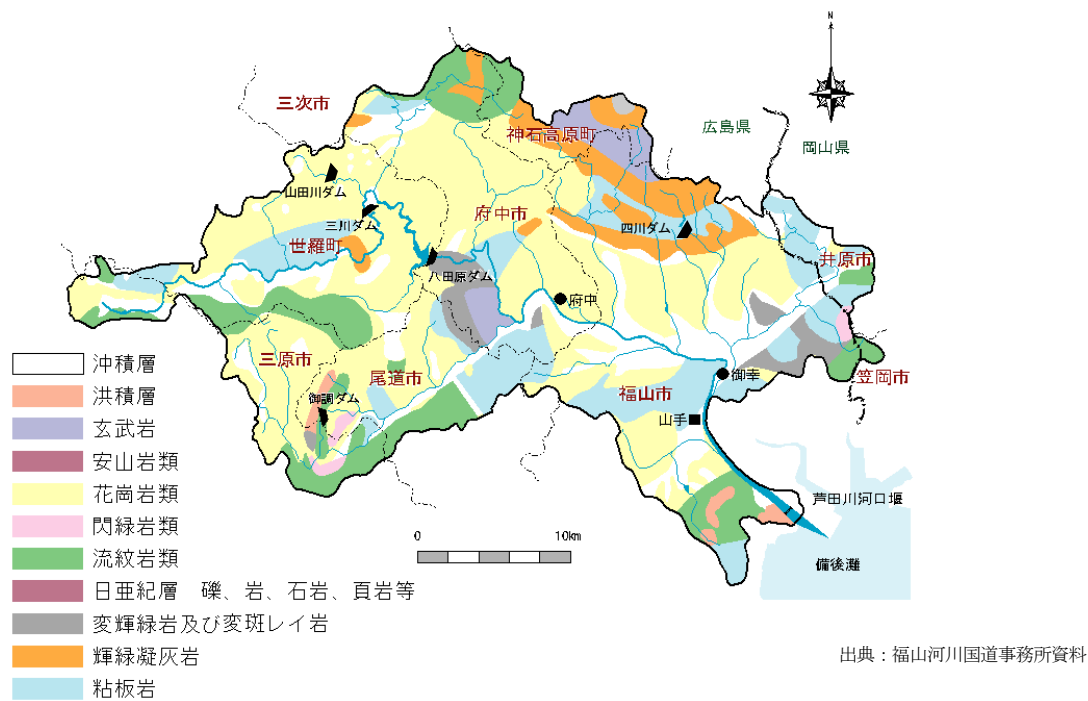 N
三次市
神石高原町
広島県
岡山県
山田川ダム
三川ダム
府中市
四川ダム
世羅町
井原市
八田原ダム
府中
三原市
尾道市
御幸
笠岡市
福山市
御調ダム
山手
芦田川河口堰
備後灘
0 10km
沖積層
洪積層
玄武岩
安山岩類
花崗岩類
閃緑岩類
流紋岩類
日亜紀層 礫、岩、石岩、頁岩等
変輝緑岩及び変斑レイ岩
輝緑凝灰岩
粘板岩
出典：福山河川国道事務所資料